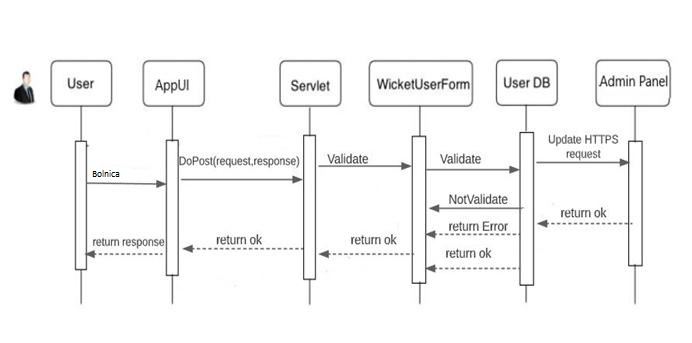 User
AppUI
Servlet
WicketUserForm
User DB
Admin Panel
Bolnica
DoPost(request,response)
Validate
Validate
Update HTTPS
request
NotValidate
return Error
return ok
return ok
return ok
return ok
return response